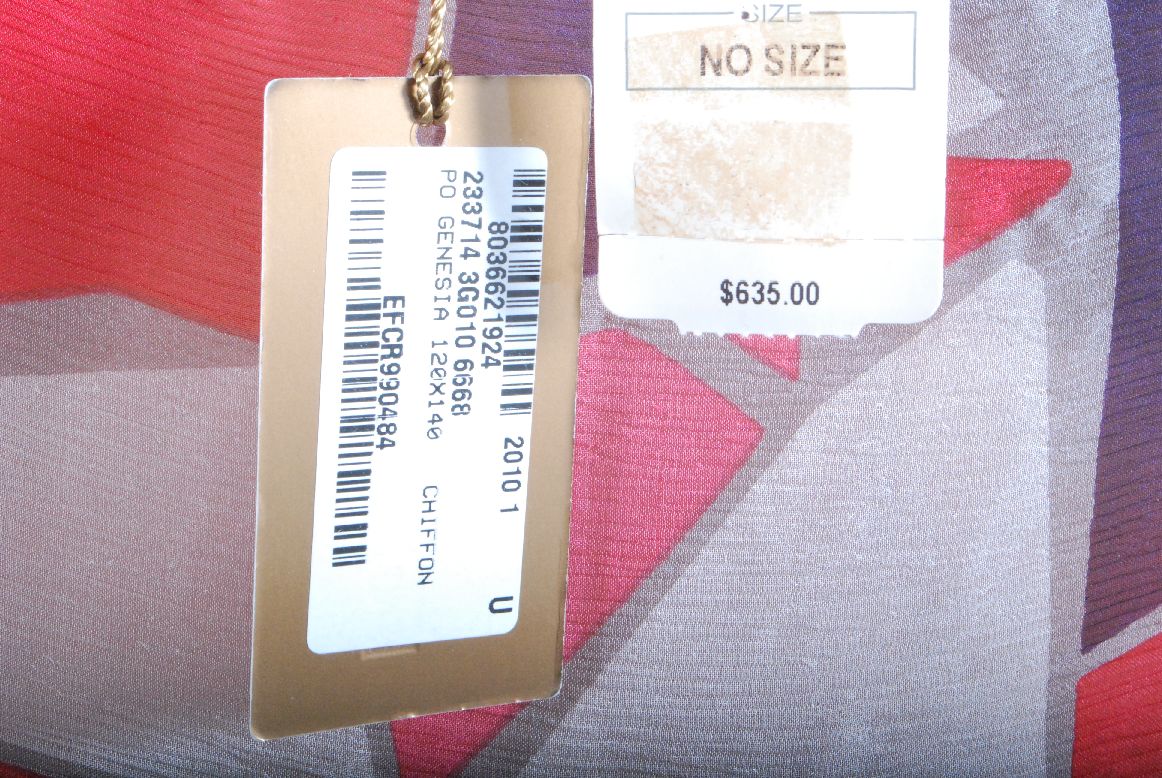 8036621924 2010 1 U
233714 3G010 6668
PO GENESIA 120X140 CHIFFON
EFCR990484
SIZE
NO SIZE
$635.00